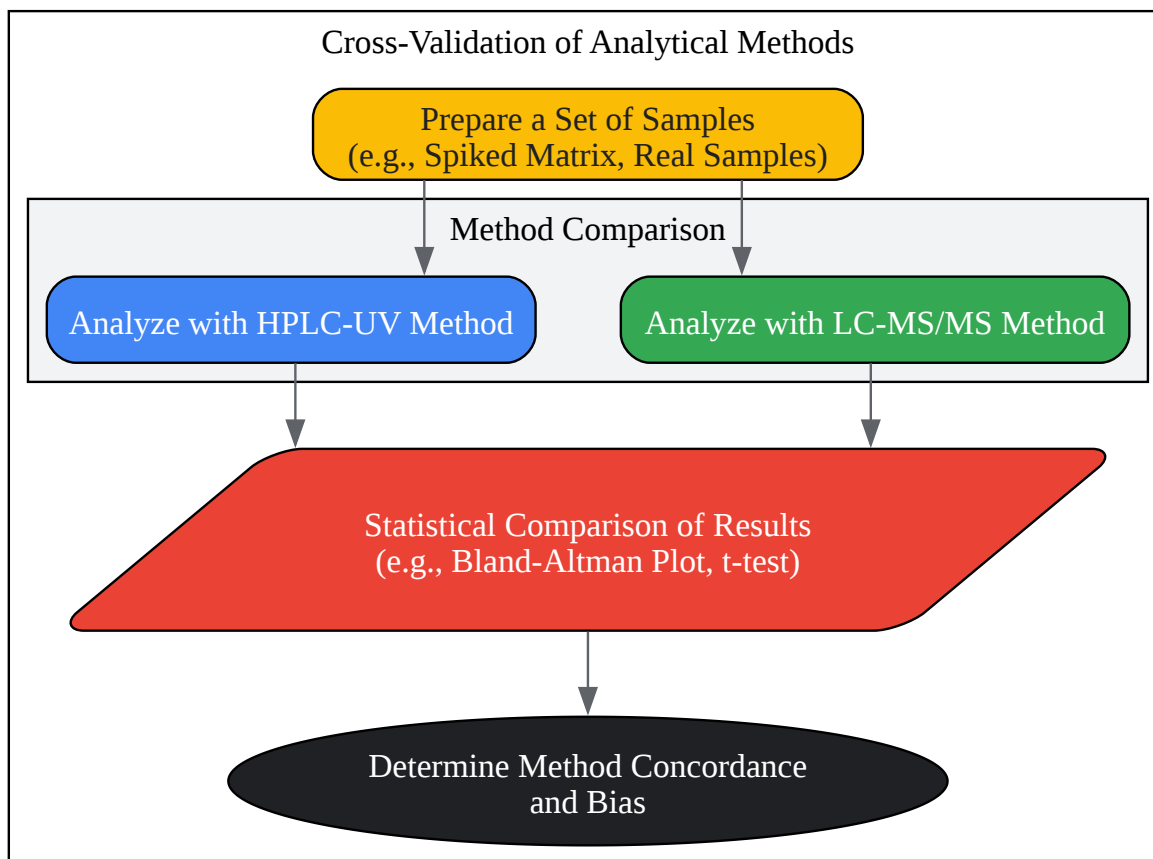 Cross-Validation of Analytical Methods
Prepare a Set of Samples
(e.g., Spiked Matrix, Real Samples)
Method Comparison
Analyze with HPLC-UV Method
Analyze with LC-MS/MS Method
Statistical Comparison of Results
(e.g., Bland-Altman Plot, t-test)
Determine Method Concordance
and Bias